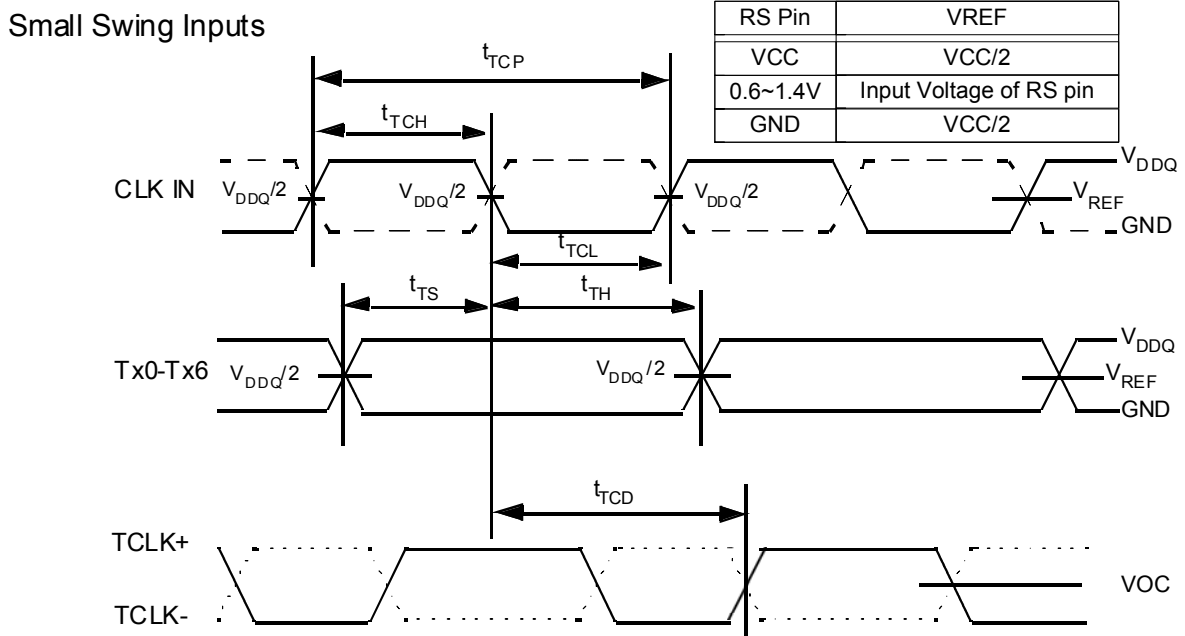 Small Swing Inputs
RS Pin VREF
VCC VCC/2
0.6~1.4V Input Voltage of RS pin
GND VCC/2
tTCP
tTCH
CLK IN VDDQ/2 VDDQ/2 VDDQ/2 VDDQ
VREF
GND
tTCL
tTS tTH
Tx0-Tx6 VDDQ/2 VDDQ/2 VDDQ
VREF
GND
tTCD
TCLK+
VOC
TCLK-